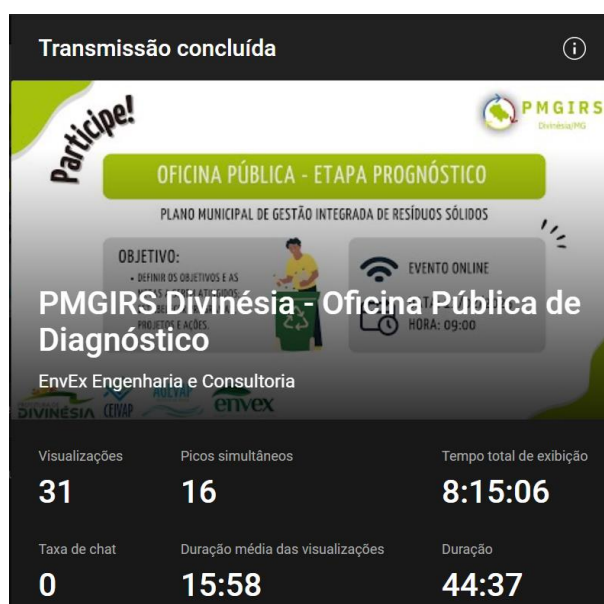 Transmissão concluída
Participe!
PMGIRS
Divinésia/MG
OFICINA PÚBLICA - ETAPA PROGNÓSTICO
PLANO MUNICIPAL DE GESTÃO INTEGRADA DE RESÍDUOS SÓLIDOS
OBJETIVO:
• DEFINIR OS OBJETIVOS E AS
EVENTO ONLINE
HORA: 09:00
PROJETOS E AÇÕES.
PMGIRS Divinésia - Oficina Pública de
Diagnóstico
EnvEx Engenharia e Consultoria
DIVINÉSIA
CEIVAP
AGEVAP
envex
Visualizações
Picos simultâneos
Tempo total de exibição
31
16
8:15:06
Taxa de chat
Duração média das visualizações
Duração
0
15:58
44:37